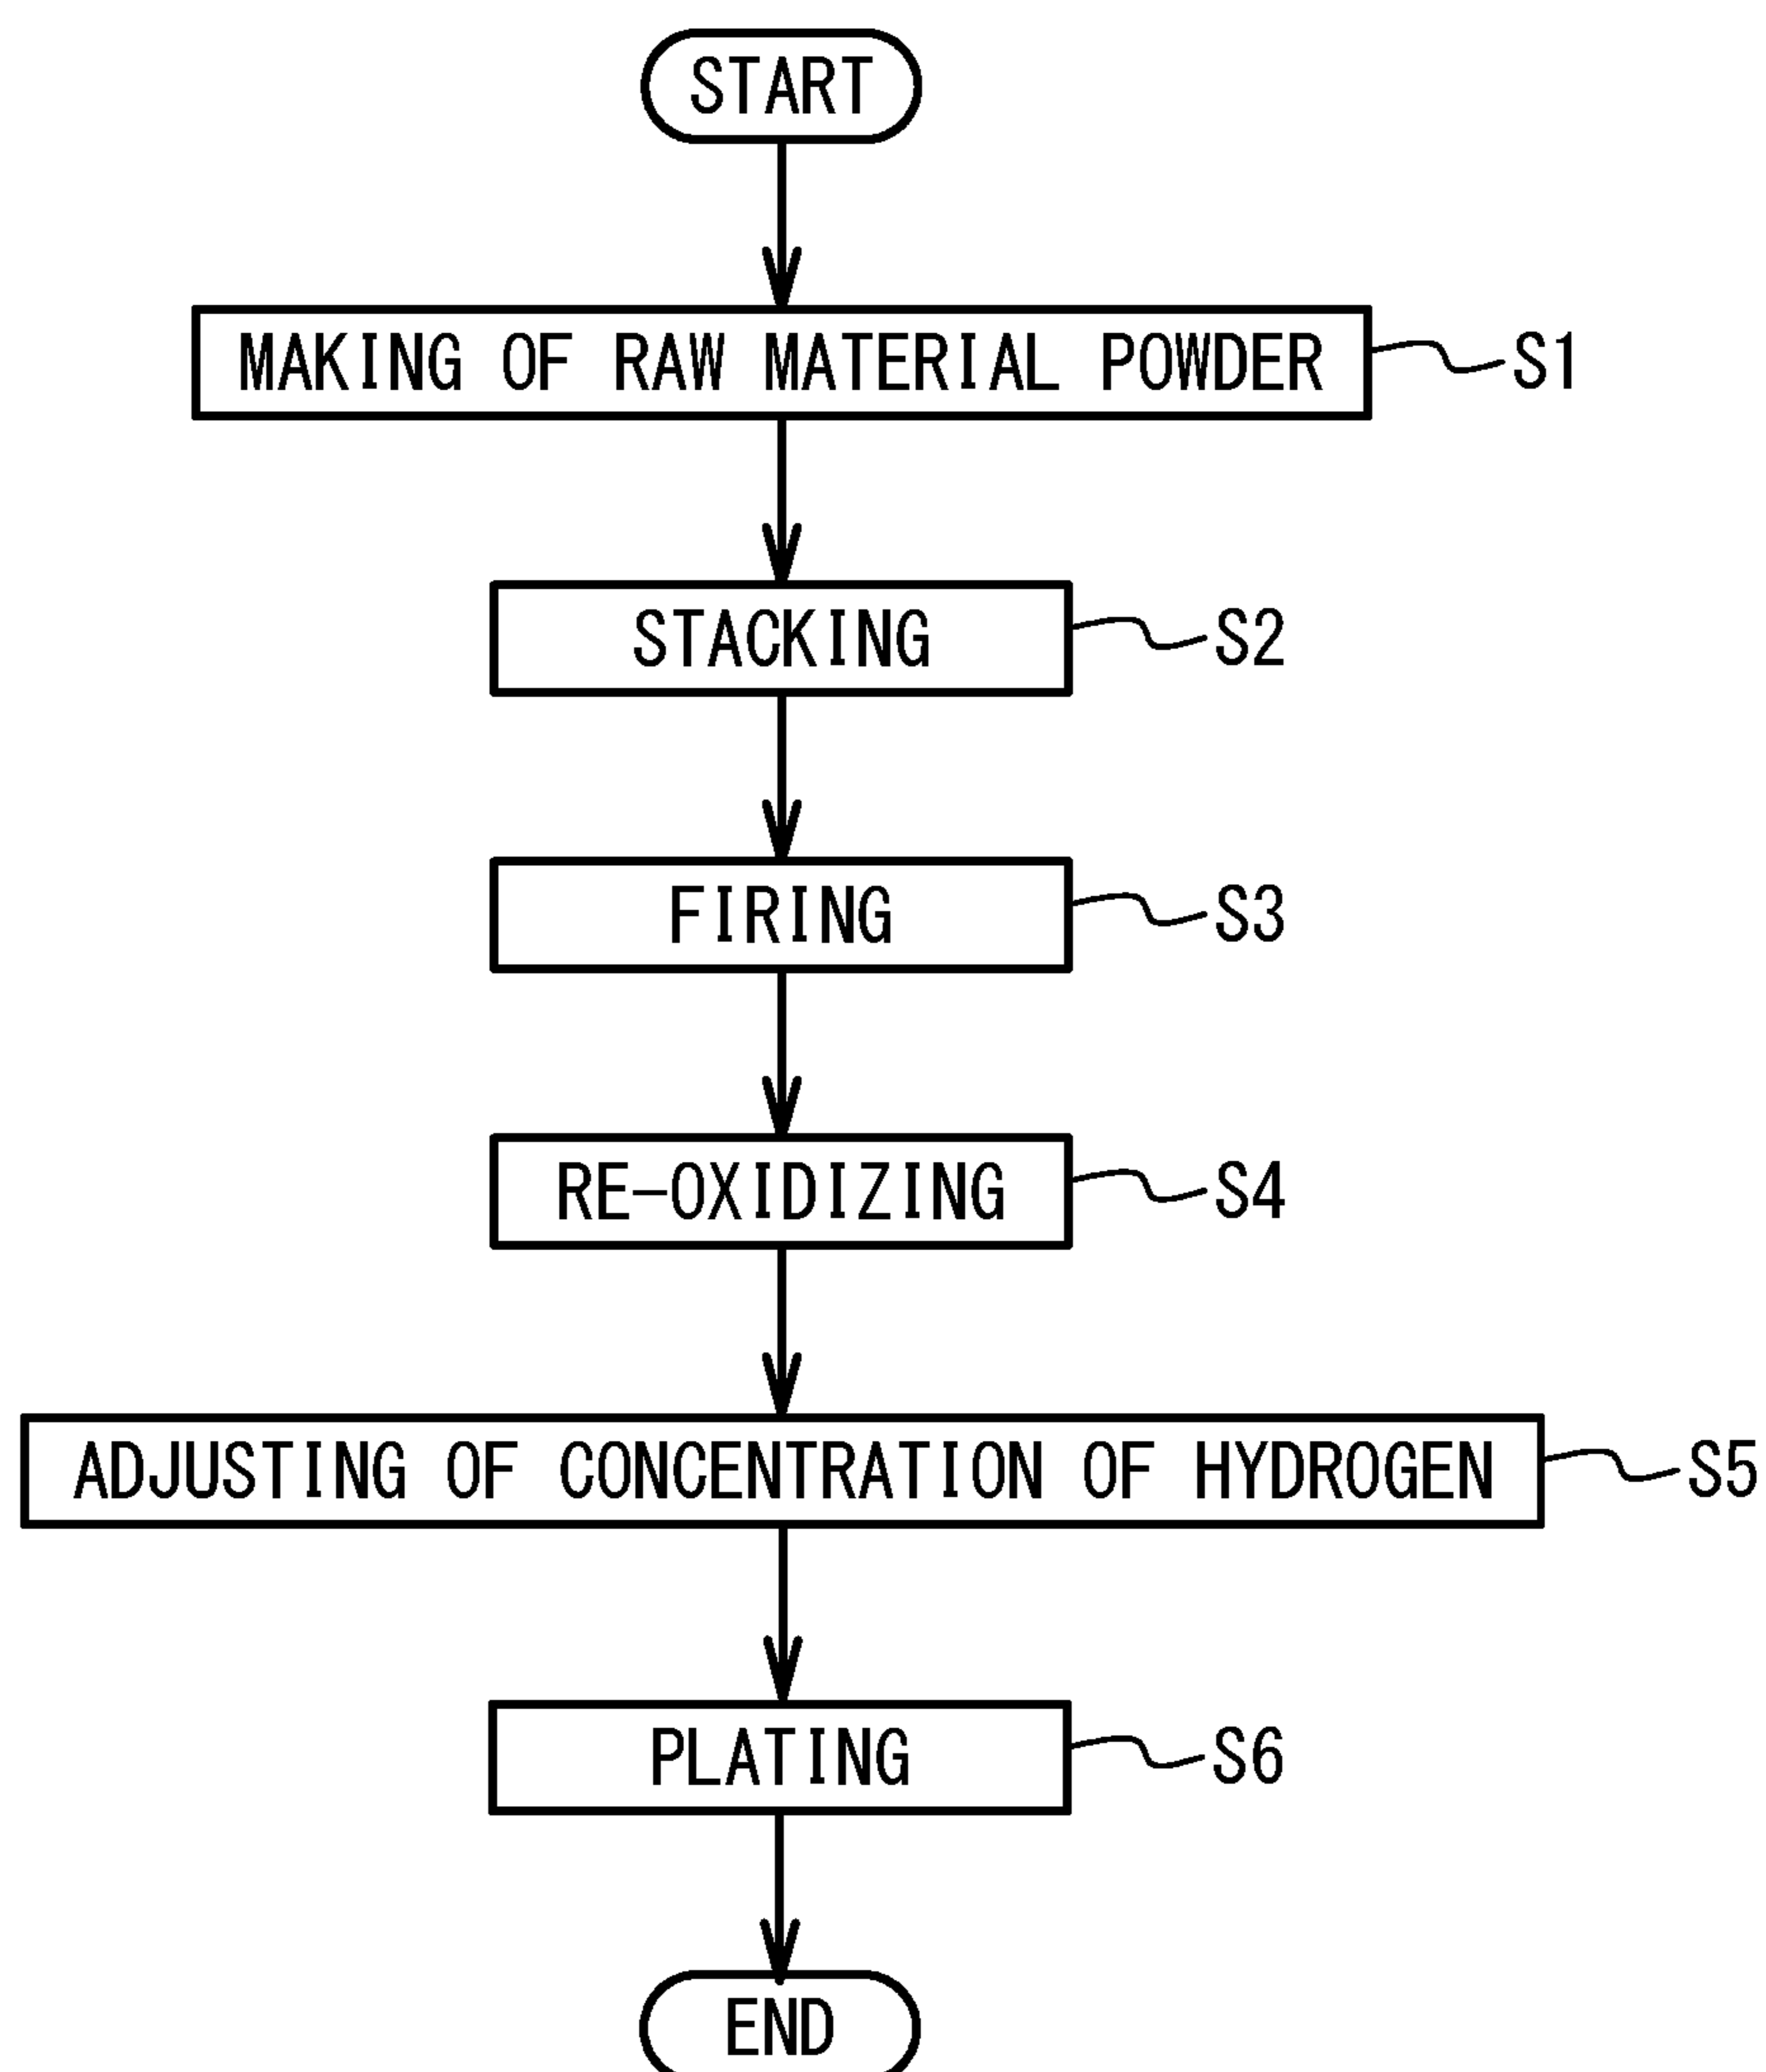 START
MAKING OF RAW MATERIAL POWDER S1
STACKING S2
FIRING S3
RE-OXIDIZING S4
ADJUSTING OF CONCENTRATION OF HYDROGEN S5
PLATING S6
END